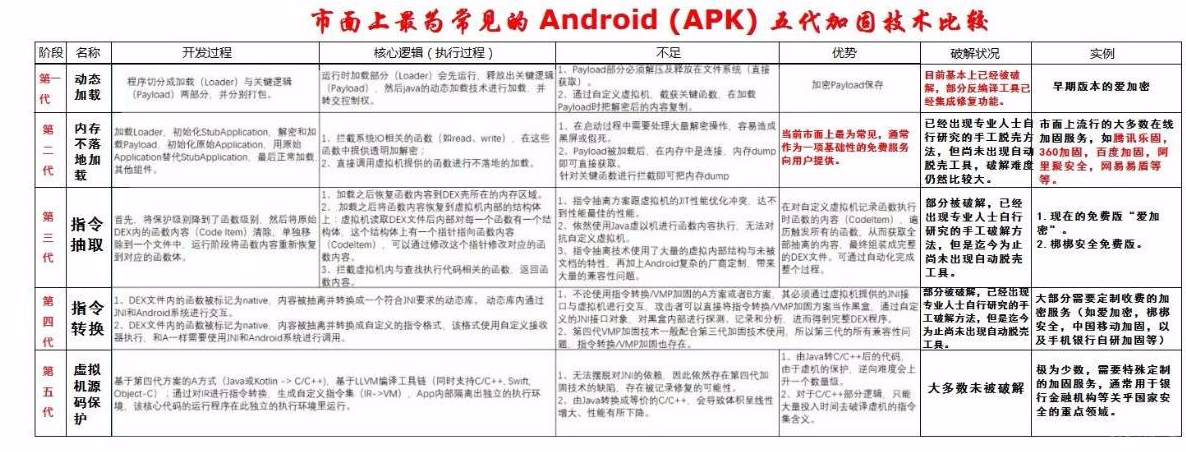 市面上最为常见的 Android (APK) 五代加固技术比较
阶段 名称 开发过程 核心逻辑（执行过程） 不足 优势 破解状况 实例
第一
代
动态
加载
程序切分成加载（Loader）与关键逻辑
（Payload）两部分，并分别打包。
运行时加载部分（Loader）会先运行，释放出关键逻辑
（Payload），然后java的动态加载技术进行加载，并
转交控制权。
1、Payload部分必须解压及释放在文件系统（直接
获取）。
2、通过自定义虚拟机，截获关键函数，在加载
Payload时把解密后的内容复制。
加密Payload保存
目前基本上已经被破
解，部分反编译工具已
经集成修复功能。
早期版本的爱加密
第
二
代
内存
不落
地加
载
加载Loader，初始化StubApplication，解密和加
载Payload，初始化原始Application，用原始
Application替代StubApplication，最后正常加载
其他组件。
1、拦截系统IO相关的函数（如read、write），在这些
函数中提供透明加解密；
2、直接调用虚拟机提供的函数进行不落地的加载。
1、在启动过程中需要处理大量解密操作，容易造成
黑屏或假死。
2、Payload被加载后，在内存中是连接，内存dump
即可直接获取。
针对关键函数进行拦截即可把内存dump
当前市面上最为常见，通常
作为一项基础性的免费服务
向用户提供。
已经出现专业人士自
行研究的手工脱壳方
法，但尚未出现自动
脱壳工具，破解难度
仍然比较大。
市面上流行的大多数在线
加固服务，如腾讯乐固，
360加固，百度加固，阿
里聚安全，网易易盾等
等。
第
三
代
指令
抽取
首先，将保护级别降到了函数级别，然后将原始
DEX内的函数内容（Code Item）清除，单独移
除到一个文件中，运行阶段将函数内容重新恢复
到对应的函数体。
1、加载之后恢复函数内容到DEX壳所在的内存区域。
2、加载之后将函数内容恢复到虚拟机内部的结构体
上：虚拟机读取DEX文件后内部对每一个函数有一个结
构体，这个结构体上有一个指针指向函数内容
（CodeItem），可以通过修改这个指针修改对应的函
数内容。
3、拦截虚拟机内与查找执行代码相关的函数，返回函
数内容。
1、指令抽离方案跟虚拟机的JIT性能优化冲突，达不
到性能最佳的性能。
2、依然使用Java虚以机进行函数内容执行，无法对
抗自定义虚拟机。
3、指令抽离技术使用了大量的虚拟内部结构与未被
文档的特性，再加上Android复杂的厂商定制，带来
大量的兼容性问题。
在对自定义虚拟机记录函数执行
时函数的内容（CodeItem），遍
历触发所有的函数，从而获取全
部抽离的内容，最终组装成完整
的DEX文件。可通过自动化完成
整个过程。
部分被破解，已经
出现专业人士自行
研究的手工破解方
法，但是迄今为止
尚未出现自动脱壳
工具。
1. 现在的免费版“爱加
密”。
2. 梆梆安全免费版。
第
四
代
指令
转换
1、DEX文件内的函数被标记为native，内容被抽离并转换成一个符合JNI要求的动态库。 动态库内通过
JNI和Android系统进行交互。
2、DEX文件内的函数被标记为native，内容被抽离并转换成自定义的指令格式，该格式使用自定义接收
器执行，和A一样需要使用JNI和Android系统进行调用。
1、不论使用指令转换/VMP加固的A方案或者B方案，其必须通过虚拟机提供的JNI接
口与虚拟机进行交互，攻击者可以直接将指令转换/VMP加固方案当作黑盒，通过自定
义的JNI接口对象，对黑盒内部进行探测、记录和分析，进而得到完整DEX程序。
2、第四代VMP加固技术一般配合第三代加固技术使用，所以第三代的所有兼容性问
题，指令转换/VMP加固也存在。
部分被破解，已经出现
专业人士自行研究的手
工破解方法，但是迄今
为止尚未出现自动脱壳
工具。
大部分需要定制收费的加
密服务（如爱加密，梆梆
安全，中国移动加固，以
及手机银行自研加固等）
第
五
代
虚拟
机源
码保
护
基于第四代方案的A方式（Java或Kotlin -> C/C++），基于LLVM编译工具链（同时支持C/C++, Swift,
Object-C）；通过对IR进行指令转换，生成自定义指令集（IR->VM），App内部隔离出独立的执行环
境，该核心代码的运行程序在此独立的执行环境里运行。
1、无法摆脱对JNI的依赖，因此依然存在第四代加
固技术的缺陷，存在被记录修复的可能性。
2、由Java转换成等价的C/C++，会导致体积呈线性
增大、性能有所下降。
1、由Java转C/C++后的代码，
由于虚机的保护，逆向难度会上
升一个数量级。
2、对于C/C++部分逻辑，只能
大量投入时间去破译虚机的指令
集含义。
大多数未被破解
极为少数，需要特殊定制
的加固服务，通常用于银
行金融机构等关乎国家安
全的重点领域。